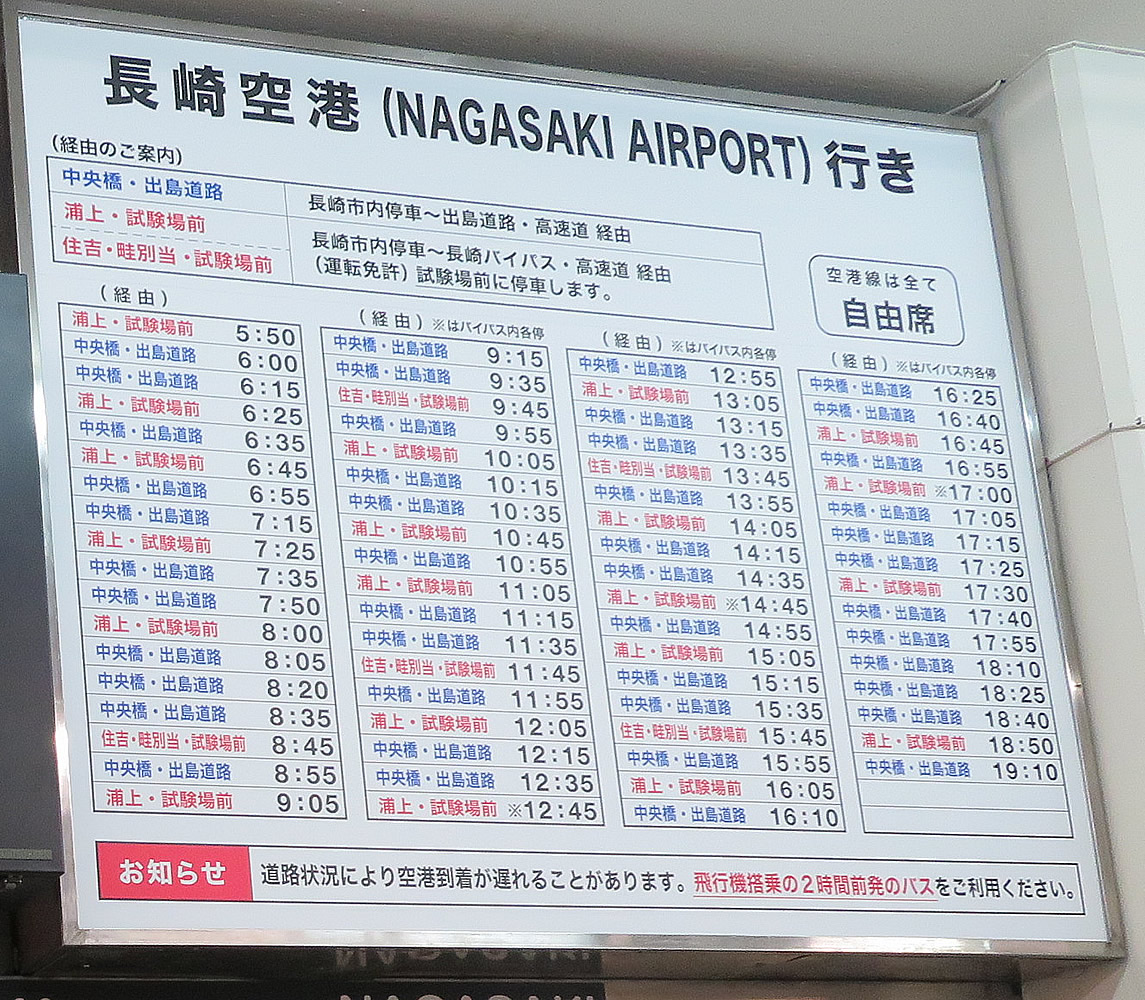 長崎空港 (NAGASAKI AIRPORT) 行き
(経由のご案内)
中央橋・出島道路 長崎市内停車～出島道路・高速道 経由
浦上・試験場前
住吉・畦別当・試験場前
長崎市内停車～長崎バイパス・高速道 経由
(運転免許) 試験場前に停車します。
空港線は全て
自由席
(経由)
浦上・試験場前 5:50
中央橋・出島道路 6:00
中央橋・出島道路 6:15
浦上・試験場前 6:25
中央橋・出島道路 6:35
浦上・試験場前 6:45
中央橋・出島道路 6:55
中央橋・出島道路 7:15
浦上・試験場前 7:25
中央橋・出島道路 7:35
中央橋・出島道路 7:50
浦上・試験場前 8:00
中央橋・出島道路 8:05
中央橋・出島道路 8:20
中央橋・出島道路 8:35
住吉・畦別当・試験場前 8:45
中央橋・出島道路 8:55
浦上・試験場前 9:05
(経由) ※はバイパス内各停
中央橋・出島道路 9:15
中央橋・出島道路 9:35
住吉・畦別当・試験場前 9:45
中央橋・出島道路 9:55
浦上・試験場前 10:05
中央橋・出島道路 10:15
中央橋・出島道路 10:35
浦上・試験場前 10:45
中央橋・出島道路 10:55
浦上・試験場前 11:05
中央橋・出島道路 11:15
中央橋・出島道路 11:35
住吉・畦別当・試験場前 11:45
中央橋・出島道路 11:55
浦上・試験場前 12:05
中央橋・出島道路 12:15
中央橋・出島道路 12:35
浦上・試験場前 ※12:45
(経由) ※はバイパス内各停
中央橋・出島道路 12:55
浦上・試験場前 13:05
中央橋・出島道路 13:15
中央橋・出島道路 13:35
住吉・畦別当・試験場前 13:45
中央橋・出島道路 13:55
浦上・試験場前 14:05
中央橋・出島道路 14:15
中央橋・出島道路 14:35
浦上・試験場前 ※14:45
中央橋・出島道路 14:55
浦上・試験場前 15:05
中央橋・出島道路 15:15
中央橋・出島道路 15:35
住吉・畦別当・試験場前 15:45
中央橋・出島道路 15:55
浦上・試験場前 16:05
中央橋・出島道路 16:10
(経由) ※はバイパス内各停
中央橋・出島道路 16:25
中央橋・出島道路 16:40
浦上・試験場前 16:45
中央橋・出島道路 16:55
浦上・試験場前 ※17:00
中央橋・出島道路 17:05
中央橋・出島道路 17:15
中央橋・出島道路 17:25
浦上・試験場前 17:30
中央橋・出島道路 17:40
中央橋・出島道路 17:55
中央橋・出島道路 18:10
中央橋・出島道路 18:25
中央橋・出島道路 18:40
浦上・試験場前 18:50
中央橋・出島道路 19:10
お知らせ 道路状況により空港到着が遅れることがあります。飛行機搭乗の2時間前発のバスをご利用ください。
NAGASAKI